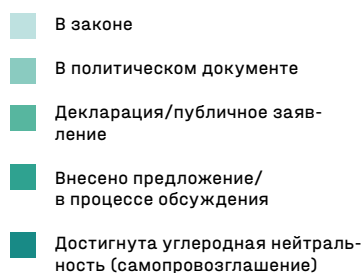 В законе
В политическом документе
Декларация/публичное заяв-
ление
Внесено предложение/
в процессе обсуждения
Достигнута углеродная нейтраль-
ность (самопровозглашение)